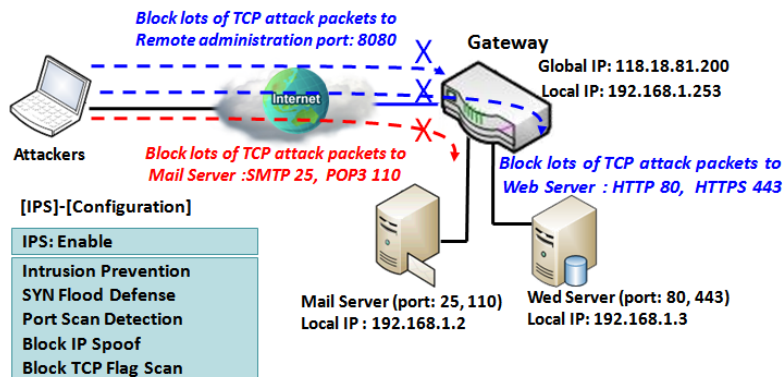 Block lots of TCP attack packets to
Remote administration port: 8080
Gateway
Global IP: 118.18.81.200
Local IP: 192.168.1.253
Internet
Attackers
Block lots of TCP attack packets to
Mail Server :SMTP 25, POP3 110
Block lots of TCP attack packets to
Web Server : HTTP 80, HTTPS 443
[IPS]-[Configuration]
IPS: Enable
Intrusion Prevention
SYN Flood Defense
Port Scan Detection
Block IP Spoof
Block TCP Flag Scan
Mail Server (port: 25, 110)
Local IP : 192.168.1.2
Wed Server (port: 80, 443)
Local IP: 192.168.1.3